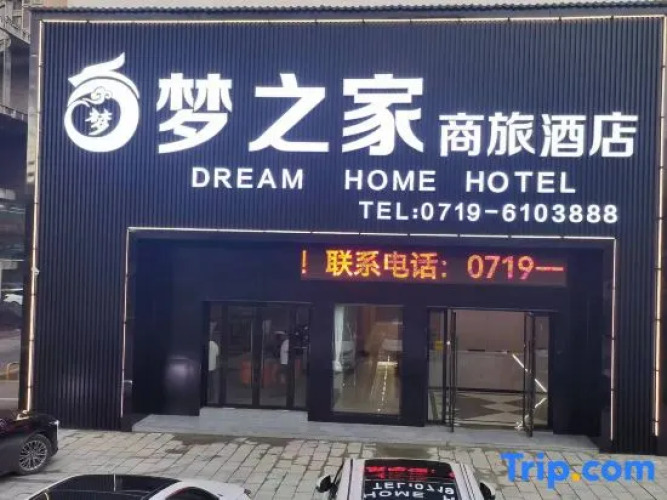 梦
梦之家 商旅酒店
DREAM HOME HOTEL
TEL:0719-6103888
！联系电话：0719-—
Trip.com